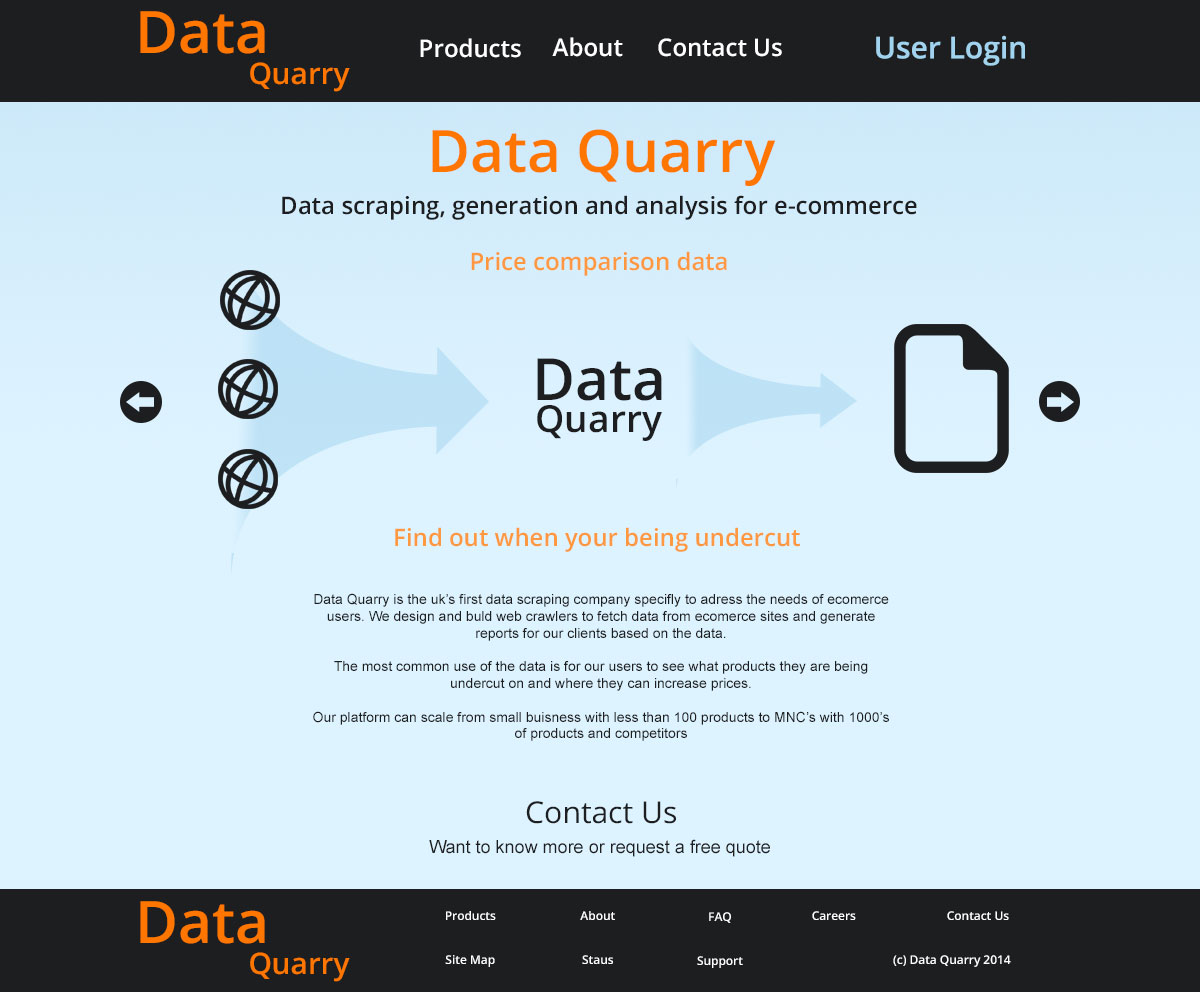 Data
Quarry
Products About Contact Us User Login
Data Quarry
Data scraping, generation and analysis for e-commerce
Price comparison data
Data
Quarry
Find out when your being undercut
Data Quarry is the uk's first data scraping company specifly to adress the needs of ecomerce
users. We design and buld web crawlers to fetch data from ecomerce sites and generate
reports for our clients based on the data.
The most common use of the data is for our users to see what products they are being
undercut on and where they can increase prices.
Our platform can scale from small buisness with less than 100 products to MNC's with 1000's
of products and competitors
Contact Us
Want to know more or request a free quote
Data
Quarry
Products About FAQ Careers Contact Us
Site Map Staus Support (c) Data Quarry 2014